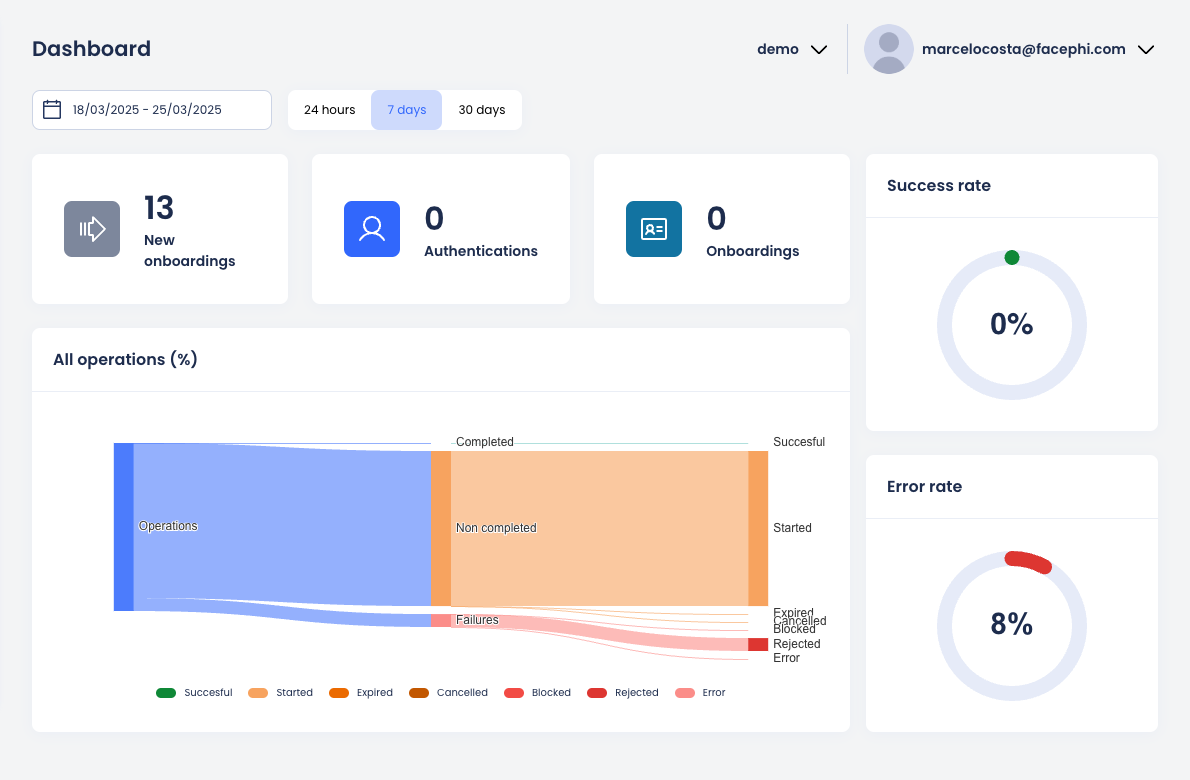 Dashboard
demo
marcelocosta@facephi.com
18/03/2025 - 25/03/2025
24 hours
7 days
30 days
13
New
onboardings
0
Authentications
0
Onboardings
Success rate
0%
All operations (%)
Operations
Completed
Non completed
Failures
Succesful
Started
Expired
Cancelled
Blocked
Rejected
Error
Succesful
Started
Expired
Cancelled
Blocked
Rejected
Error
Error rate
8%